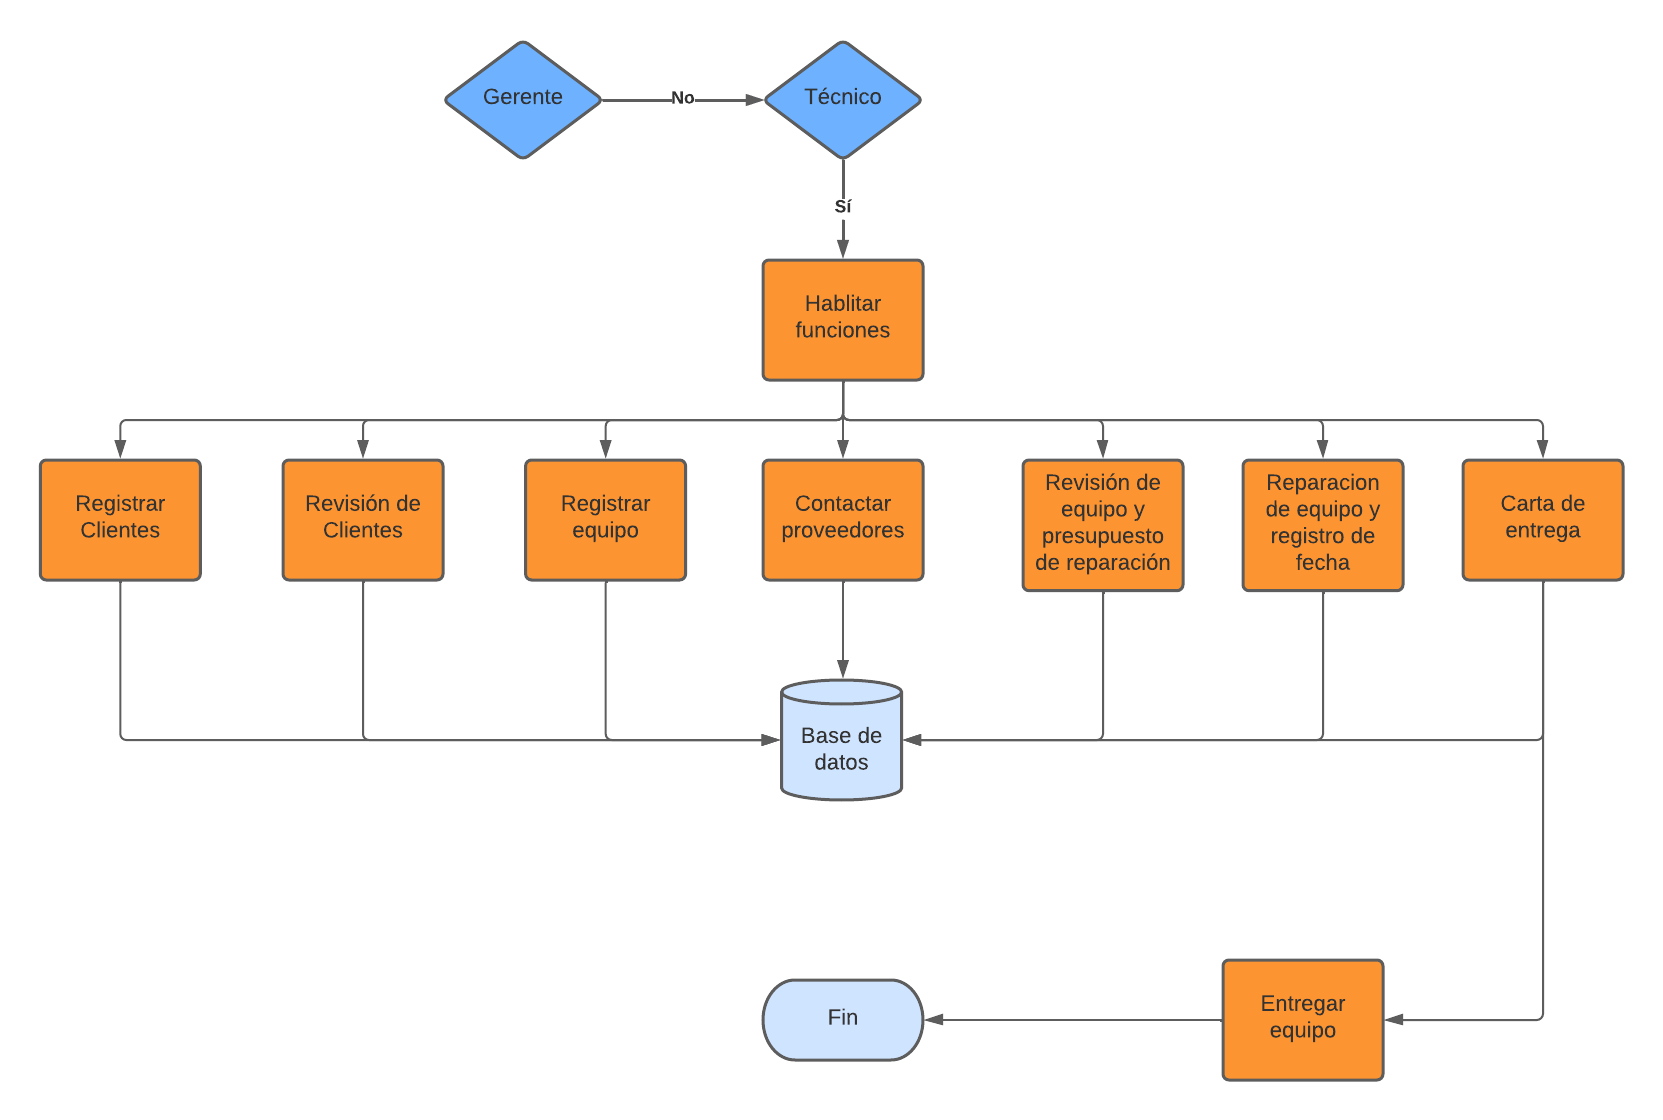 Gerente
No
Técnico
Sí
Hablitar
funciones
Registrar
Clientes
Revisión de
Clientes
Registrar
equipo
Contactar
proveedores
Revisión de
equipo y
presupuesto
de reparación
Reparacion
de equipo y
registro de
fecha
Carta de
entrega
Base de
datos
Fin
Entregar
equipo